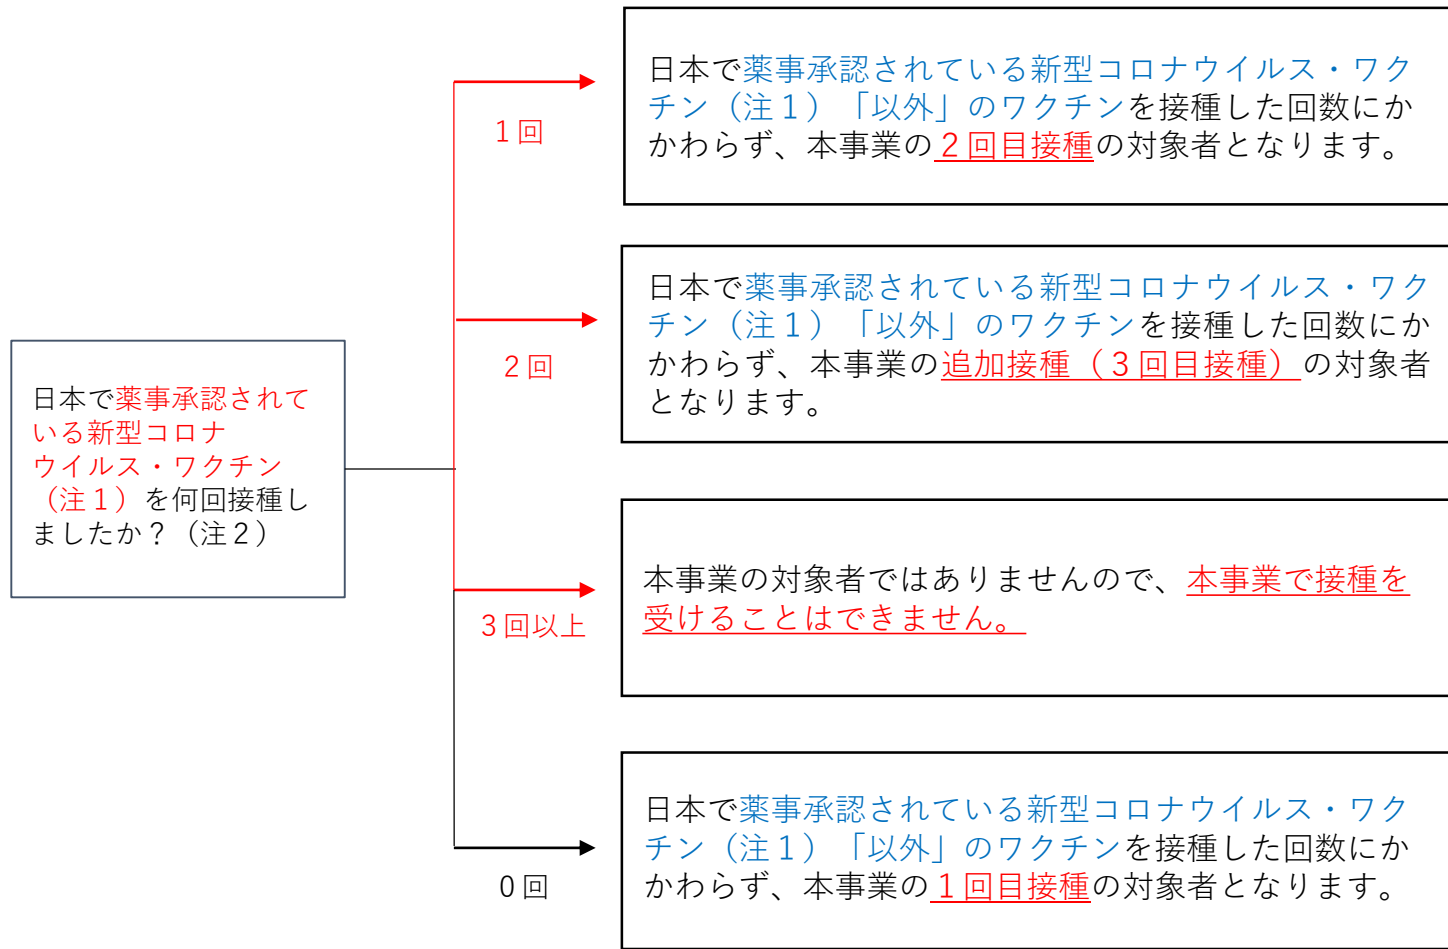 日本で薬事承認されている新型コロナウイルス・ワク
チン（注１）「以外」のワクチンを接種した回数にか
かわらず、本事業の２回目接種の対象者となります。
１回
日本で薬事承認されている新型コロナウイルス・ワク
チン（注１）「以外」のワクチンを接種した回数にか
かわらず、本事業の追加接種（３回目接種）の対象者
となります。
２回
日本で薬事承認されて
いる新型コロナ
ウイルス・ワクチン
（注１）を何回接種し
ましたか？（注２）
本事業の対象者ではありませんので、本事業で接種を
受けることはできません。
３回以上
日本で薬事承認されている新型コロナウイルス・ワク
チン（注１）「以外」のワクチンを接種した回数にか
かわらず、本事業の１回目接種の対象者となります。
０回